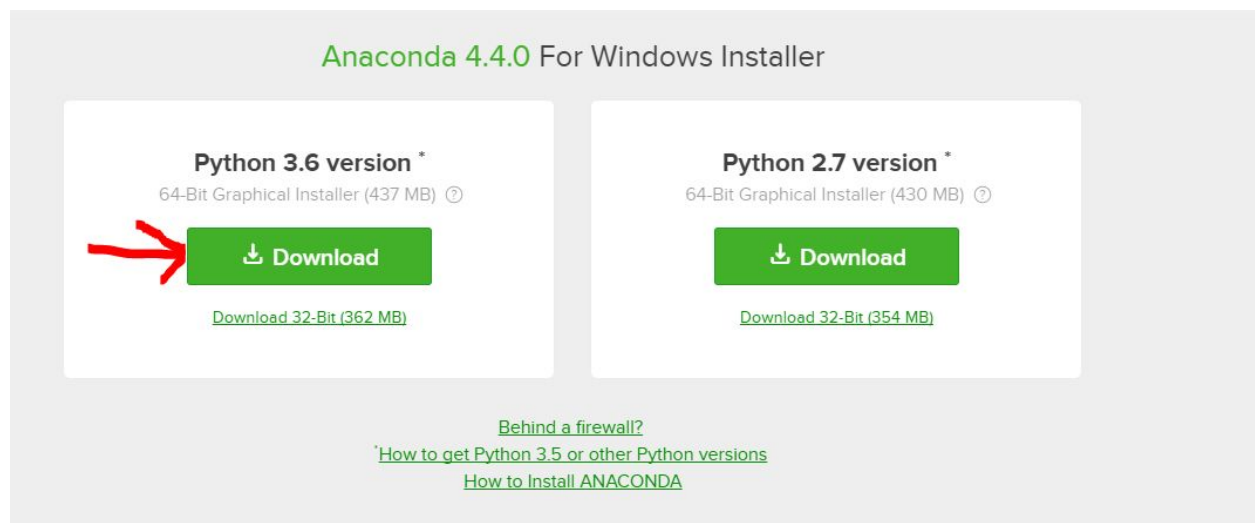 Anaconda 4.4.0 For Windows Installer
Python 3.6 version *
64-Bit Graphical Installer (437 MB) ?
Download
Download 32-Bit (362 MB)
Python 2.7 version *
64-Bit Graphical Installer (430 MB) ?
Download
Download 32-Bit (354 MB)
Behind a firewall?
*How to get Python 3.5 or other Python versions
How to Install ANACONDA